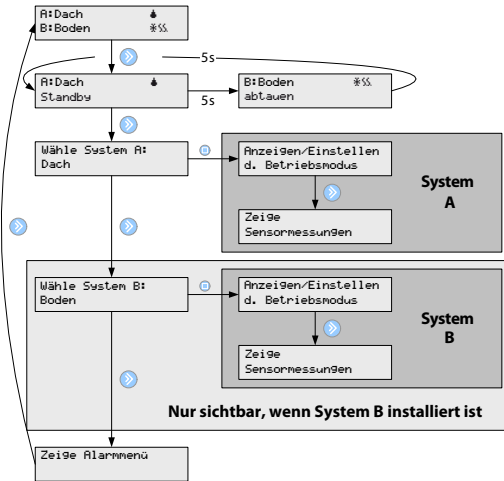 A:Dach
B:Boden
5s
A:Dach
Standby
5s
B:Boden
abtauen
Wähle System A:
Dach
Anzeigen/Einstellen
d. Betriebsmodus
Zeige
Sensormessungen
System
A
Wähle System B:
Boden
Anzeigen/Einstellen
d. Betriebsmodus
Zeige
Sensormessungen
System
B
Nur sichtbar, wenn System B installiert ist
Zeige Alarmmenü